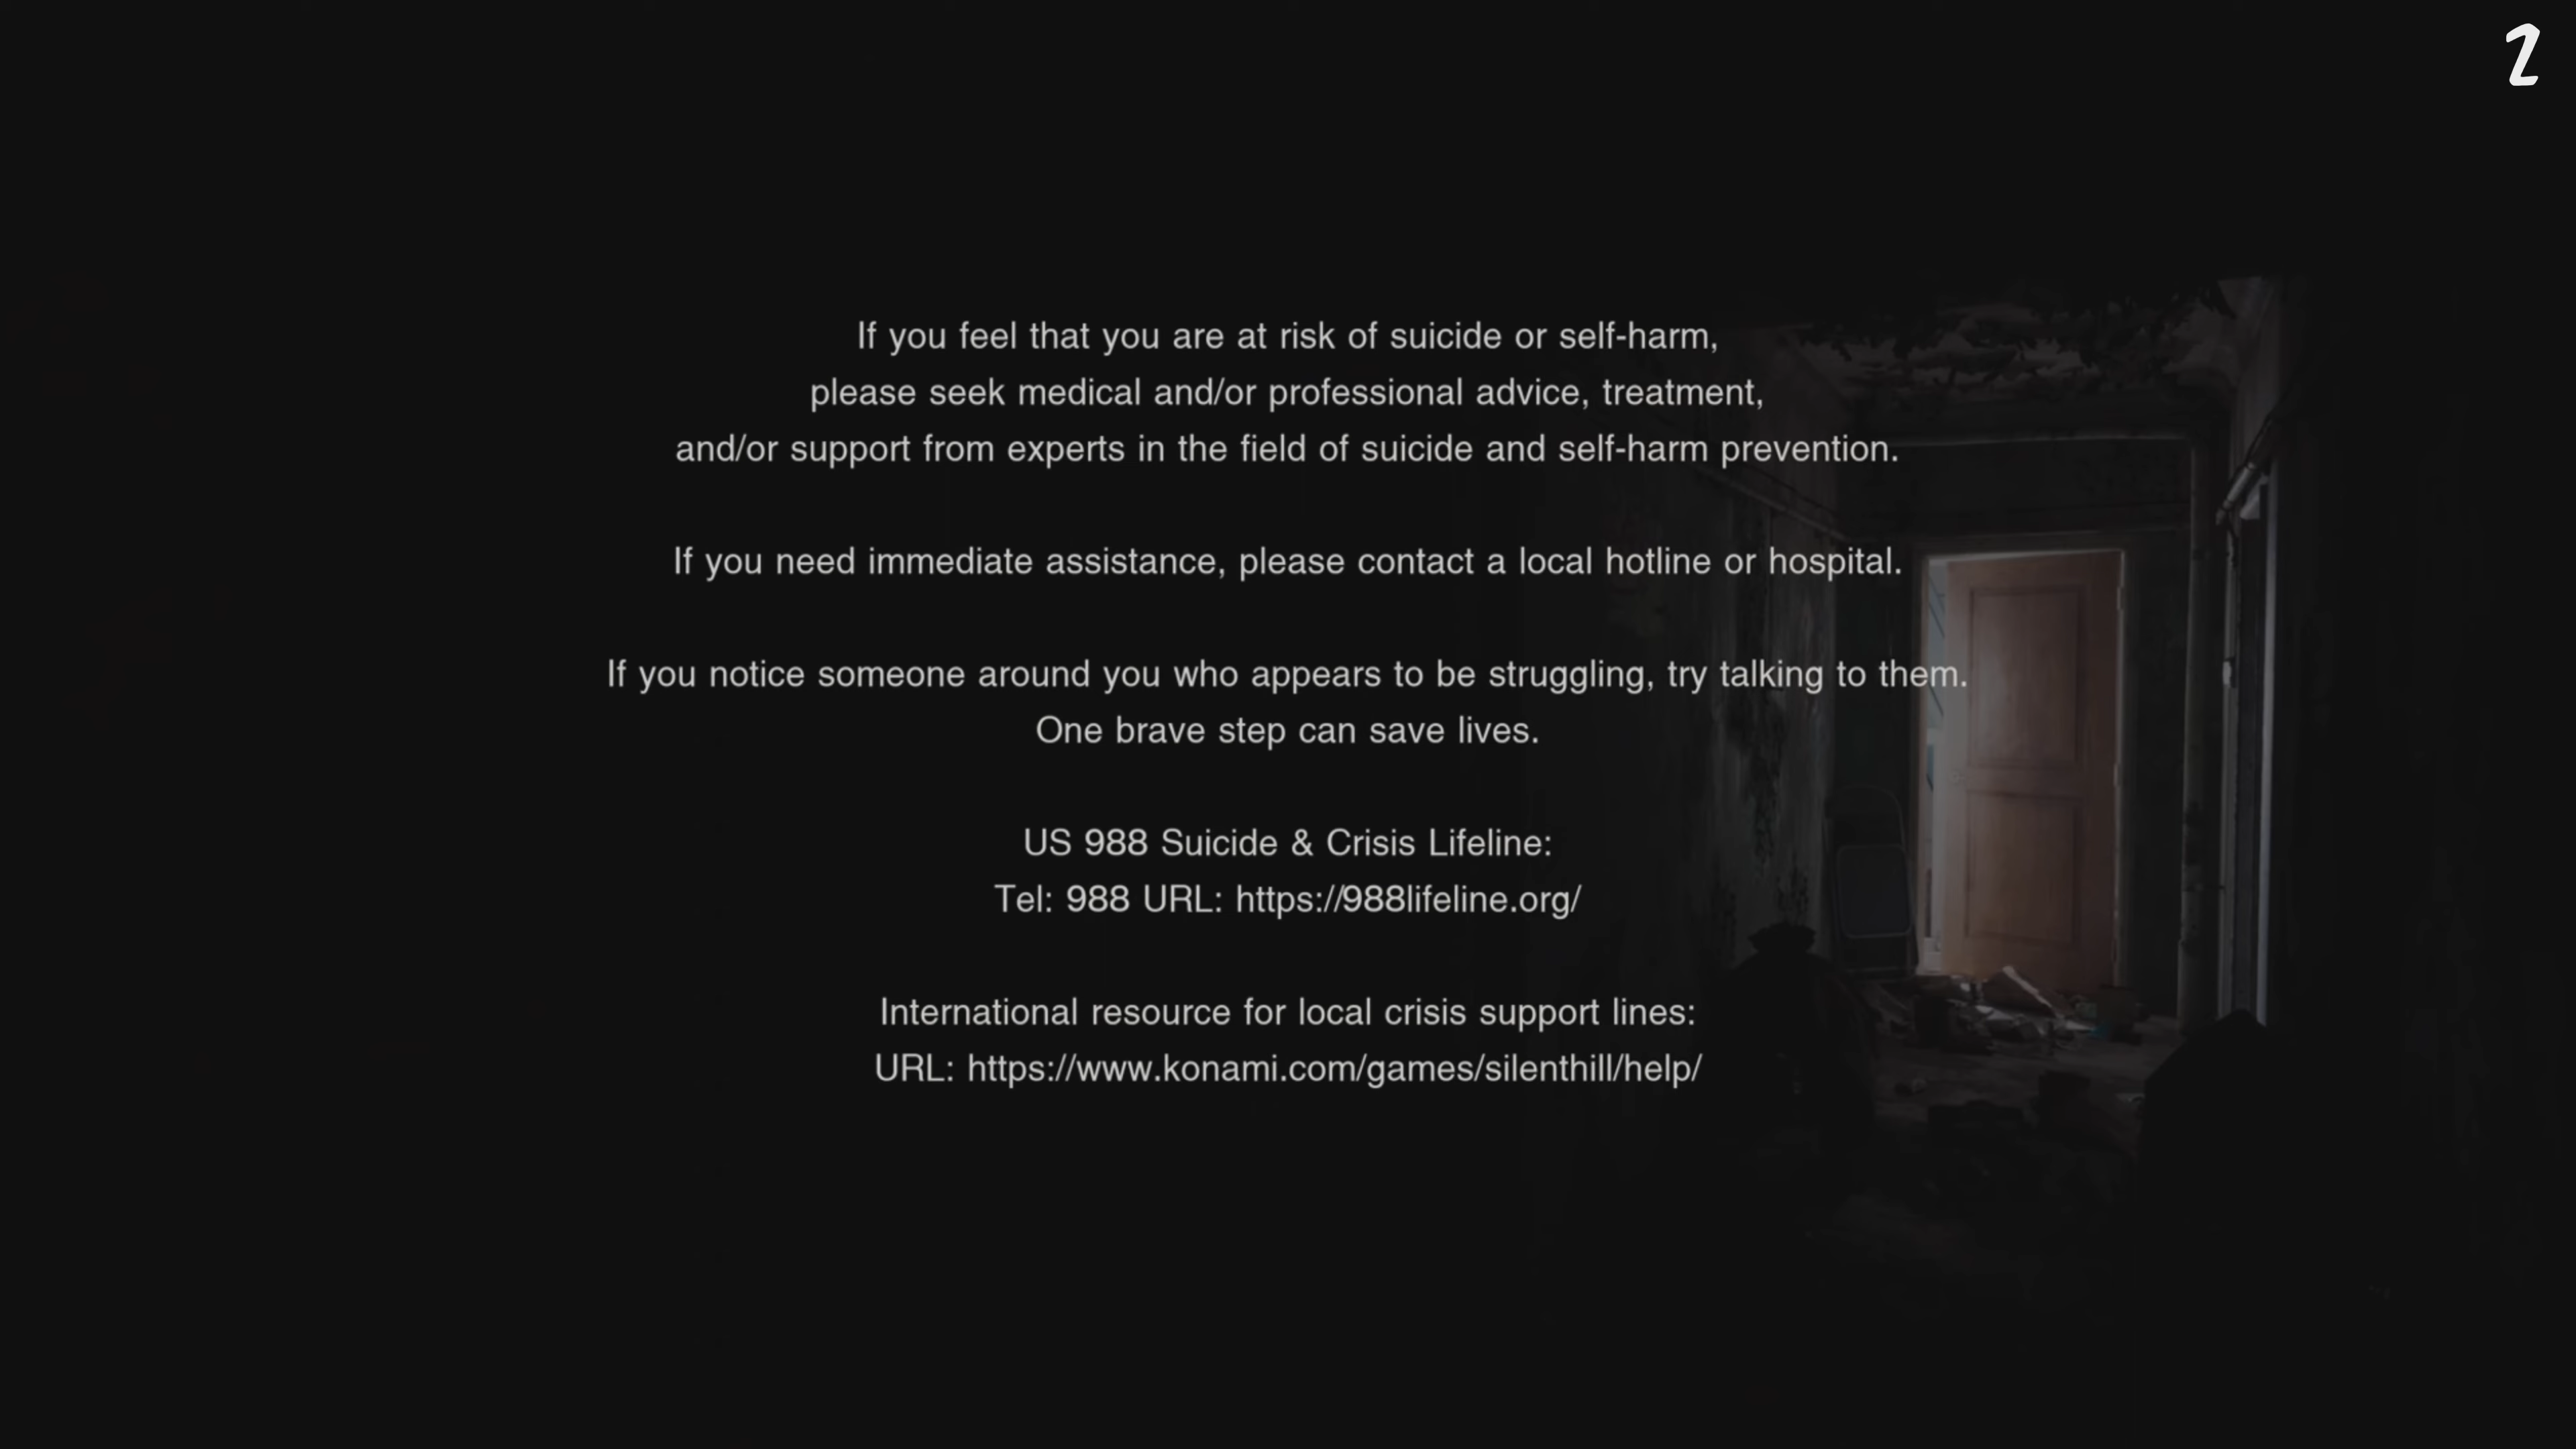 2
If you feel that you are at risk of suicide or self-harm,
please seek medical and/or professional advice, treatment,
and/or support from experts in the field of suicide and self-harm prevention.
If you need immediate assistance, please contact a local hotline or hospital.
If you notice someone around you who appears to be struggling, try talking to them.
One brave step can save lives.
US 988 Suicide & Crisis Lifeline:
Tel: 988 URL: https://988lifeline.org/
International resource for local crisis support lines:
URL: https://www.konami.com/games/silenthill/help/